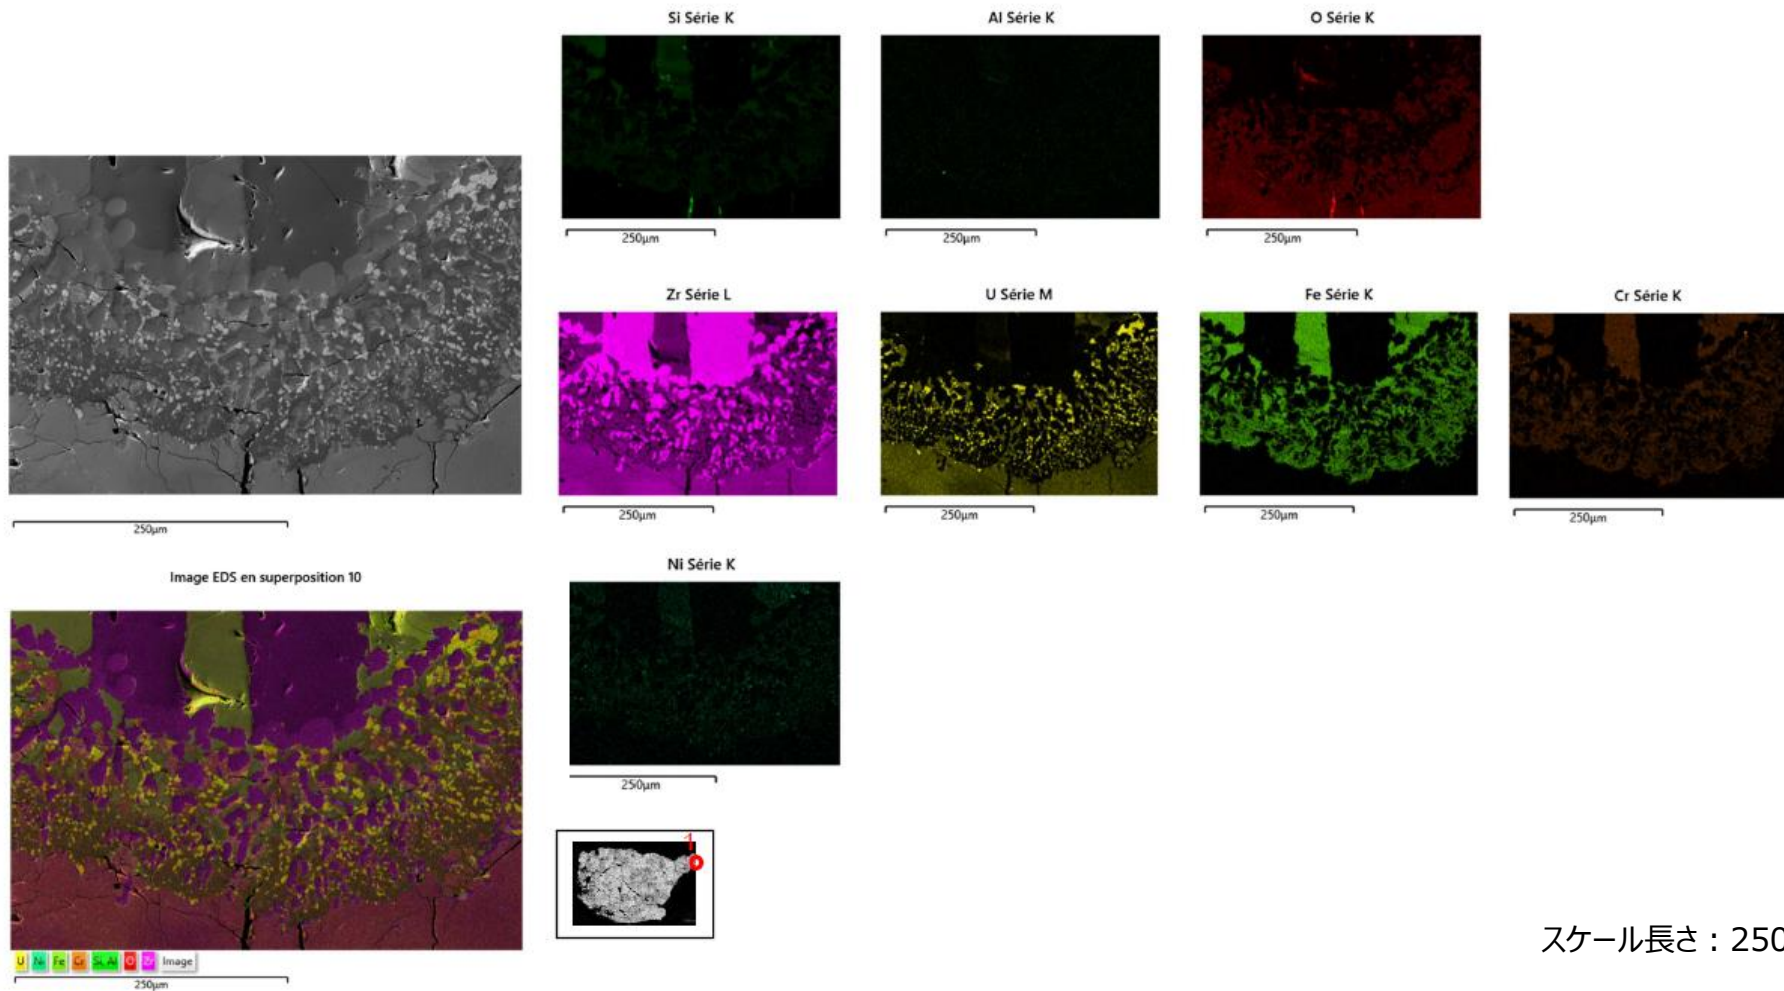 Si Série K
Al Série K
O Série K
250µm
250µm
250µm
Zr Série L
U Série M
Fe Série K
Cr Série K
250µm
250µm
250µm
250µm
250µm
Image EDS en superposition 10
Ni Série K
250µm
1
U Ni Fe Cr Si, Al O Zr Image
250µm
スケール長さ：250